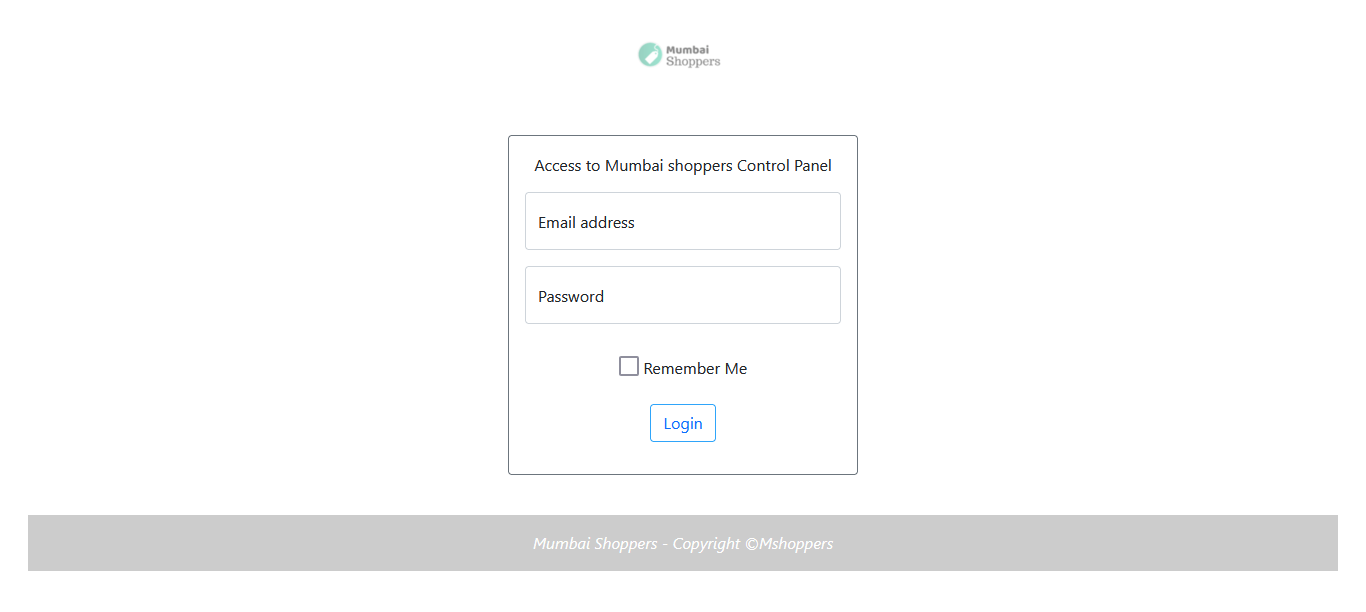 Mumbai
Shoppers
Access to Mumbai shoppers Control Panel
Email address
Password
Remember Me
Login
Mumbai Shoppers - Copyright ©Mshoppers